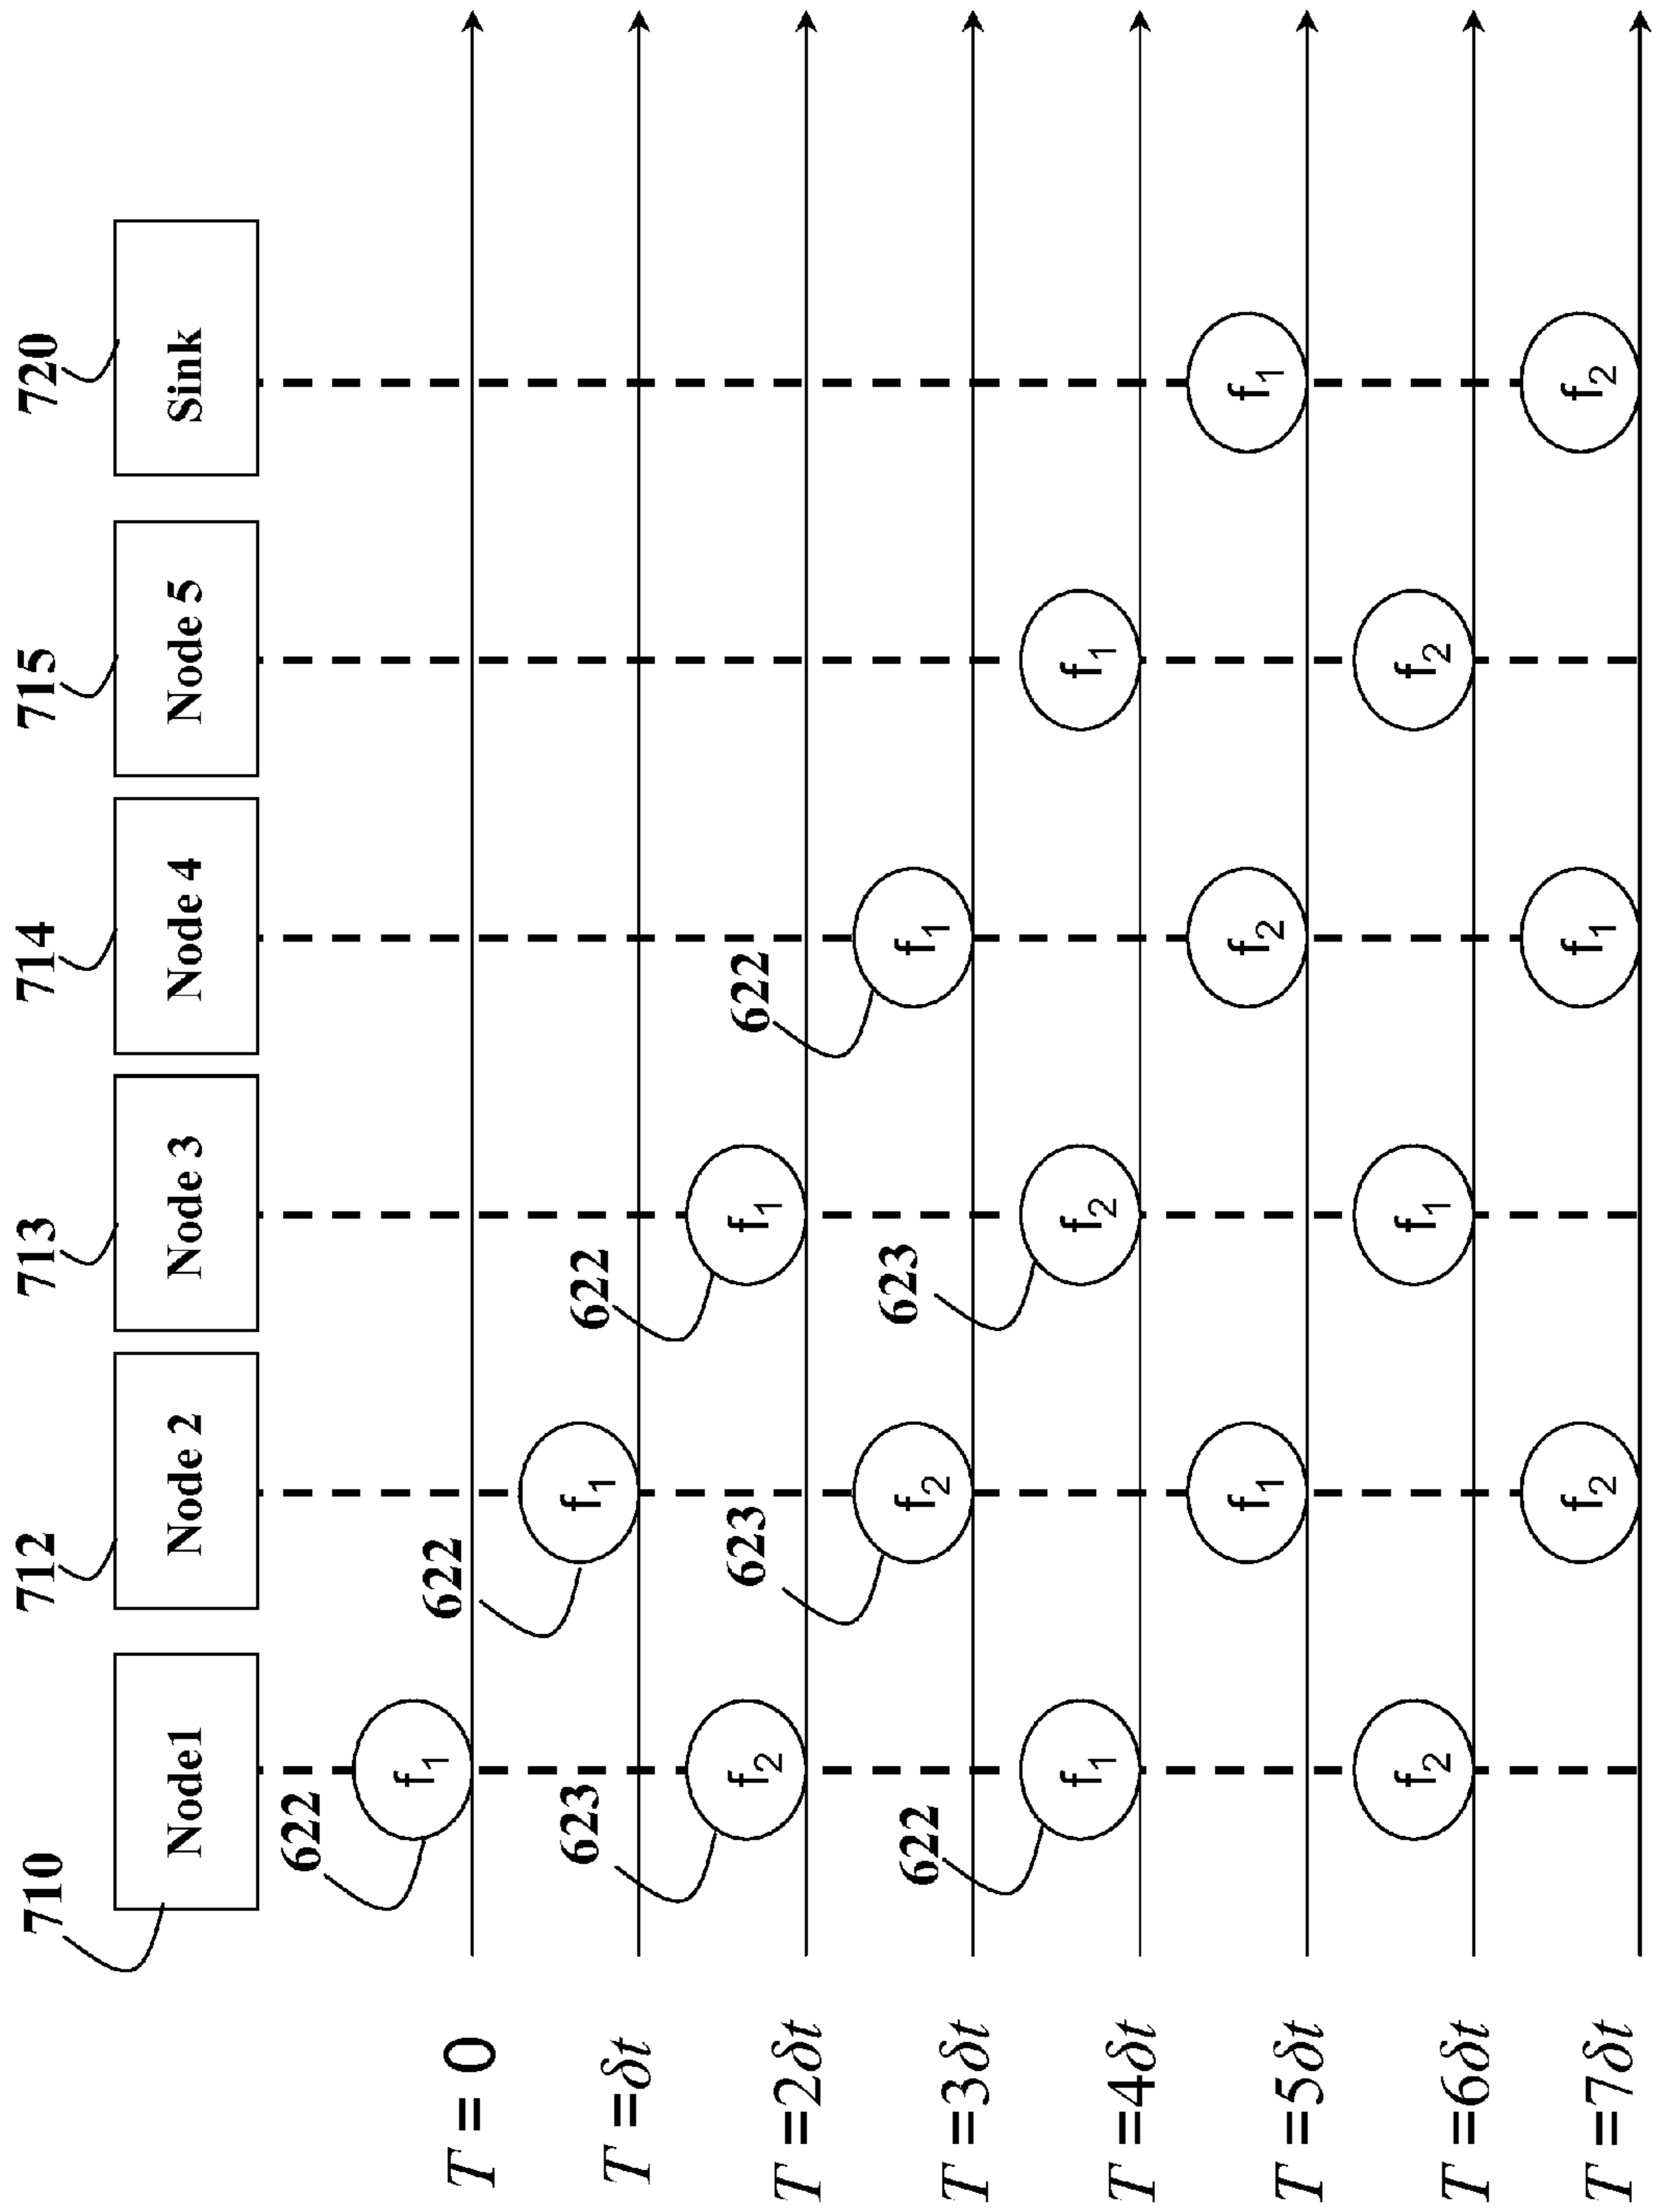 710 712 713 714 715 720
Node1 Node 2 Node 3 Node 4 Node 5 Sink
622
f1
T = 0
622
f1
T =δt
623 622
f2 f1
T =2δt
623 622
f2 f1
T =3δt
622 623
f1 f2 f1
T =4δt
f1 f2 f1
T =5δt
f2 f1 f2
T =6δt
f2 f1 f2
T =7δt